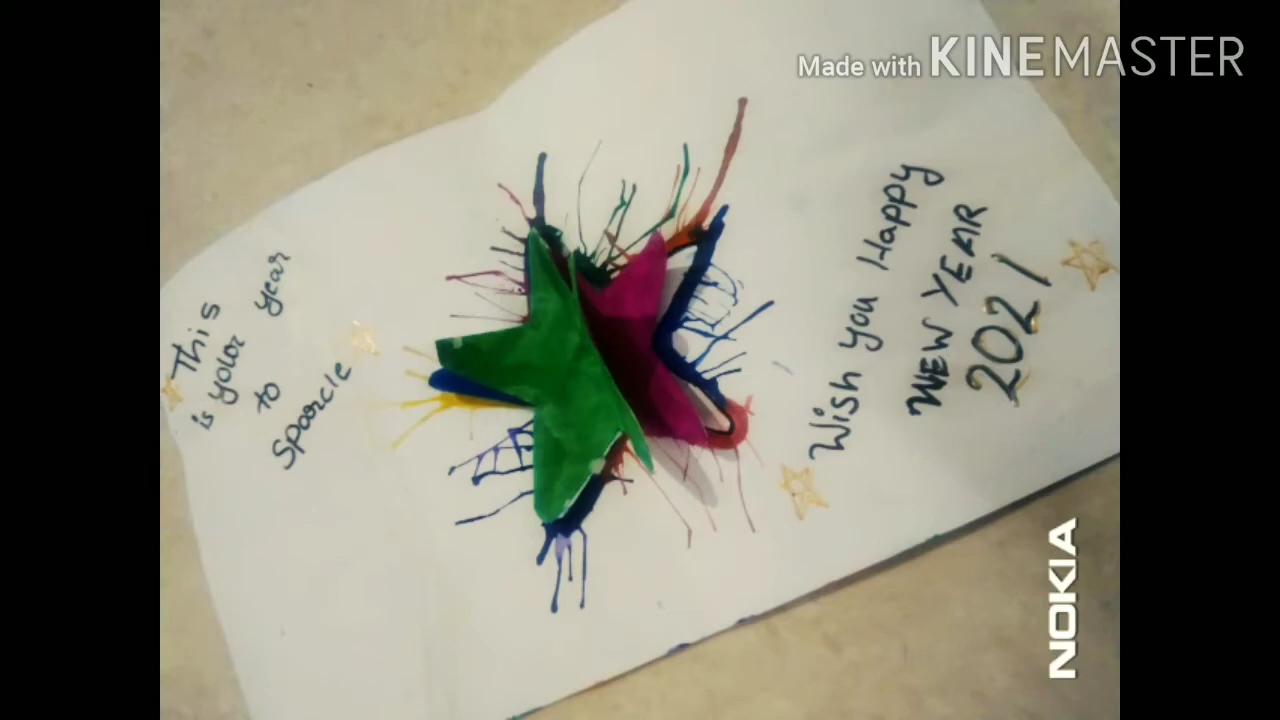 Made with KINEMASTER
This
is yolor year
to
Sparcle
Wish you Happy
NEW YEAR
2021
NOKIA